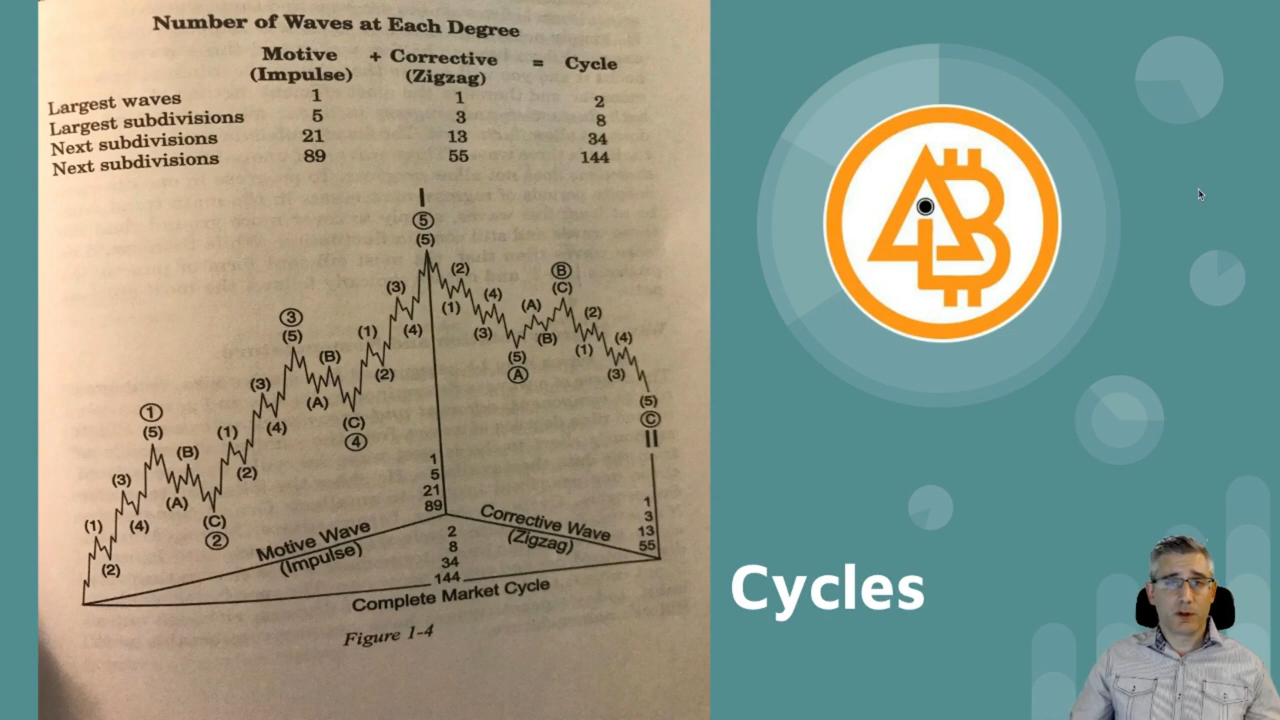 Number of Waves at Each Degree
Motive + Corrective = Cycle
(Impulse) (Zigzag)
Largest waves 1 1 2
Largest subdivisions 5 3 8
Next subdivisions 21 13 34
Next subdivisions 89 55 144
I
⑤
(5)
(2)
Ⓑ
(C)
(3)
(1)
(4)
(A)
(2)
③
(5)
(1)
(4)
(3)
(B)
(1)
(4)
(B)
(2)
(5)
Ⓐ
(3)
(3)
(A)
(5)
Ⓒ
II
①
(5)
(4)
(C)
④
(1)
(B)
(2)
(3)
(A)
(4)
(1)
(C)
②
(2)
1
5
21
89
1
3
13
55
Motive Wave
(Impulse)
Corrective Wave
(Zigzag)
2
8
34
144
Complete Market Cycle
Figure 1-4
Cycles